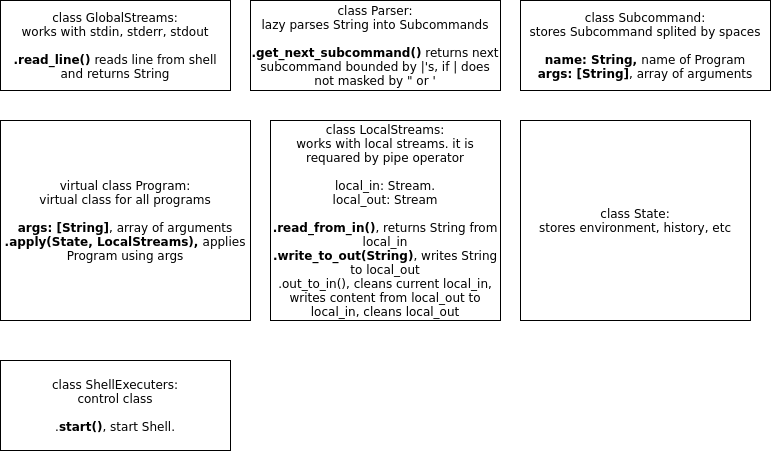 class GlobalStreams:
works with stdin, stderr, stdout
.read_line() reads line from shell
and returns String
class Parser:
lazy parses String into Subcommands
.get_next_subcommand() returns next
subcommand bounded by |'s, if | does
not masked by " or '
class Subcommand:
stores Subcommand splited by spaces
name: String, name of Program
args: [String], array of arguments
virtual class Program:
virtual class for all programs
args: [String], array of arguments
.apply(State, LocalStreams), applies
Program using args
class LocalStreams:
works with local streams. it is
requared by pipe operator
local_in: Stream.
local_out: Stream
.read_from_in(), returns String from
local_in
.write_to_out(String), writes String
to local_out
.out_to_in(), cleans current local_in,
writes content from local_out to
local_in, cleans local_out
class State:
stores environment, history, etc
class ShellExecuters:
control class
.start(), start Shell.